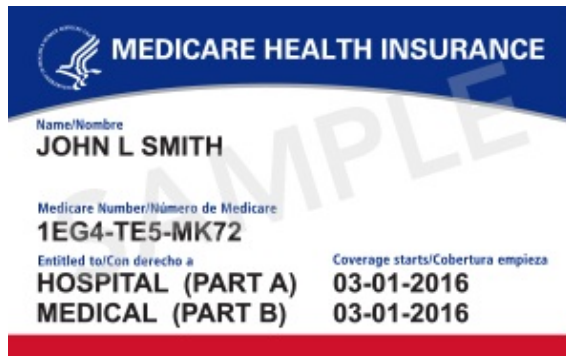 MEDICARE HEALTH INSURANCE
Name/Nombre
JOHN L SMITH
Medicare Number/Número de Medicare
1EG4-TE5-MK72
Entitled to/Con derecho a Coverage starts/Cobertura empieza
HOSPITAL (PART A) 03-01-2016
MEDICAL (PART B) 03-01-2016
SAMPLE